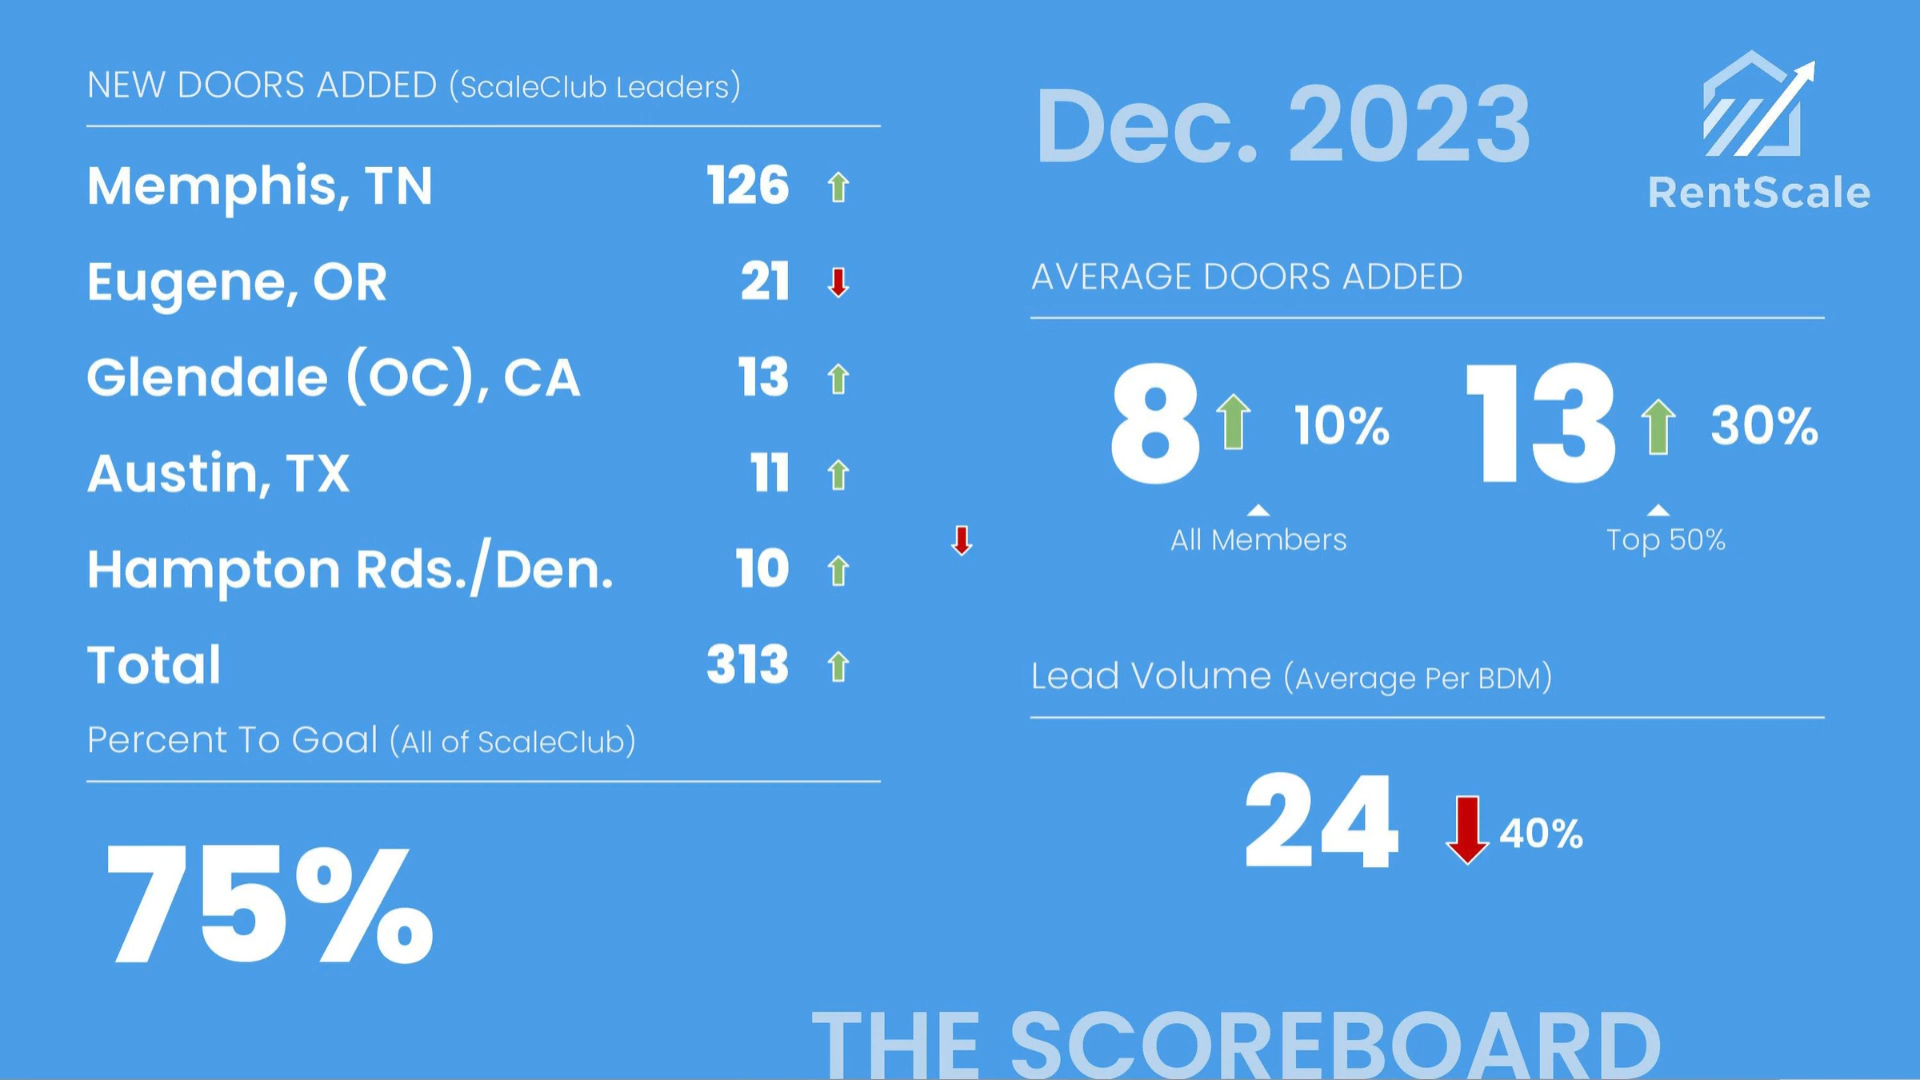 NEW DOORS ADDED (ScaleClub Leaders)
Memphis, TN 126
Eugene, OR 21
Glendale (OC), CA 13
Austin, TX 11
Hampton Rds./Den. 10
Total 313
Percent To Goal (All of ScaleClub)
75%
Dec. 2023
RentScale
AVERAGE DOORS ADDED
8 10% 13 30%
All Members Top 50%
Lead Volume (Average Per BDM)
24 40%
THE SCOREBOARD